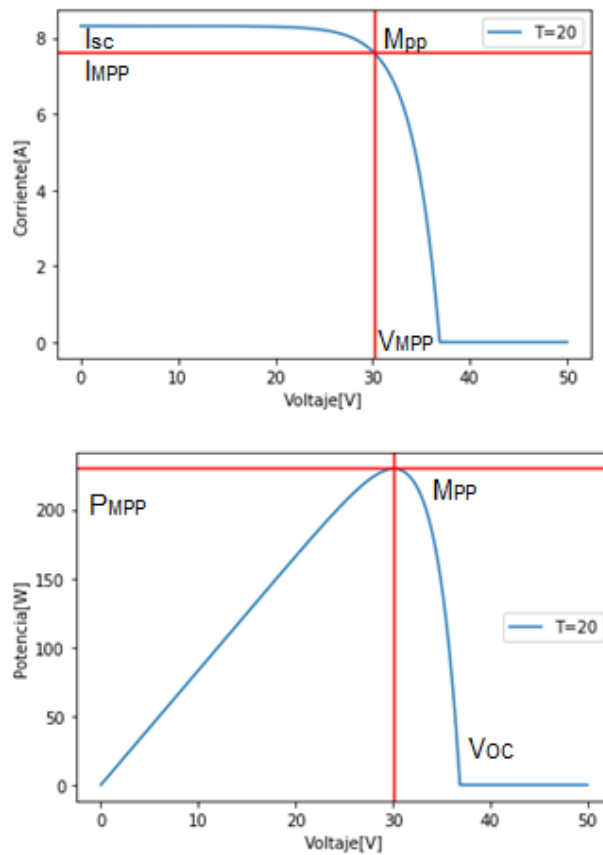 8
6
4
2
0
Corriente[A]
Isc
IMPP
Mpp
T=20
VMPP
0 10 20 30 40 50
Voltaje[V]
200
150
100
50
0
Potencia[W]
PMPP
MPP
T=20
VOC
0 10 20 30 40 50
Voltaje[V]